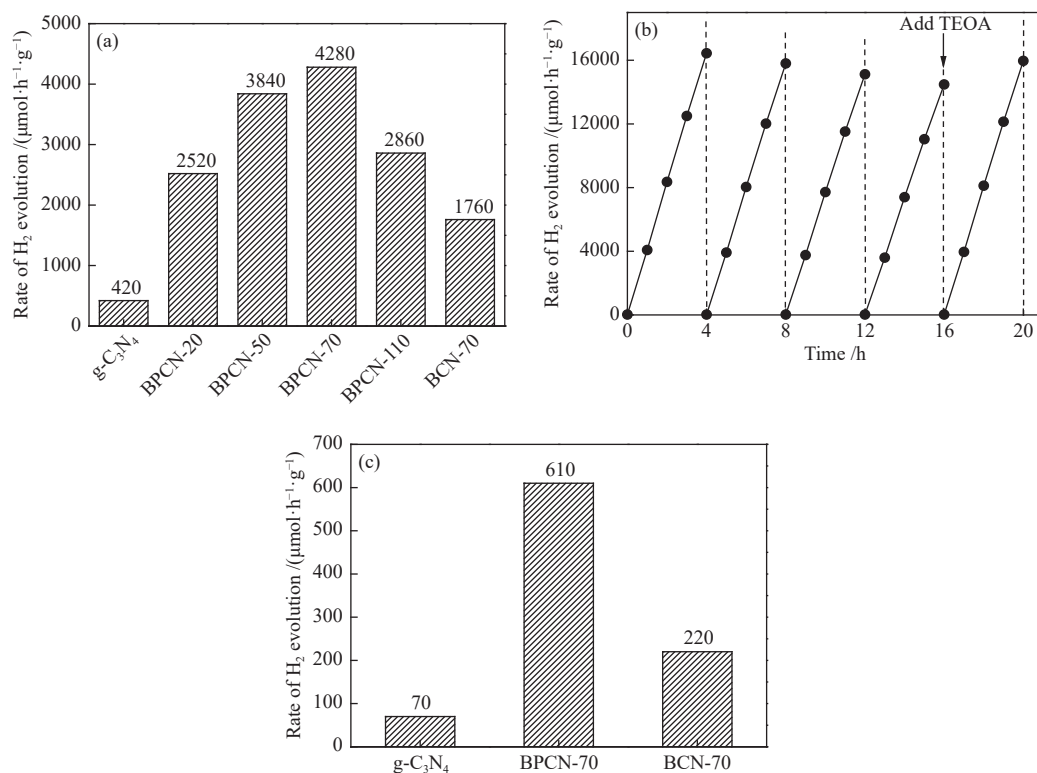 (a)
Rate of H₂ evolution /(μmol·h⁻¹·g⁻¹)
5000
4000
3000
2000
1000
0
420
2520
3840
4280
2860
1760
g-C₃N₄
BPCN-20
BPCN-50
BPCN-70
BPCN-110
BCN-70
(b)
Add TEOA
Rate of H₂ evolution /(μmol·h⁻¹·g⁻¹)
16000
12000
8000
4000
0
0 4 8 12 16 20
Time /h
(c)
Rate of H₂ evolution /(μmol·h⁻¹·g⁻¹)
700
600
500
400
300
200
100
0
70
610
220
g-C₃N₄ BPCN-70 BCN-70